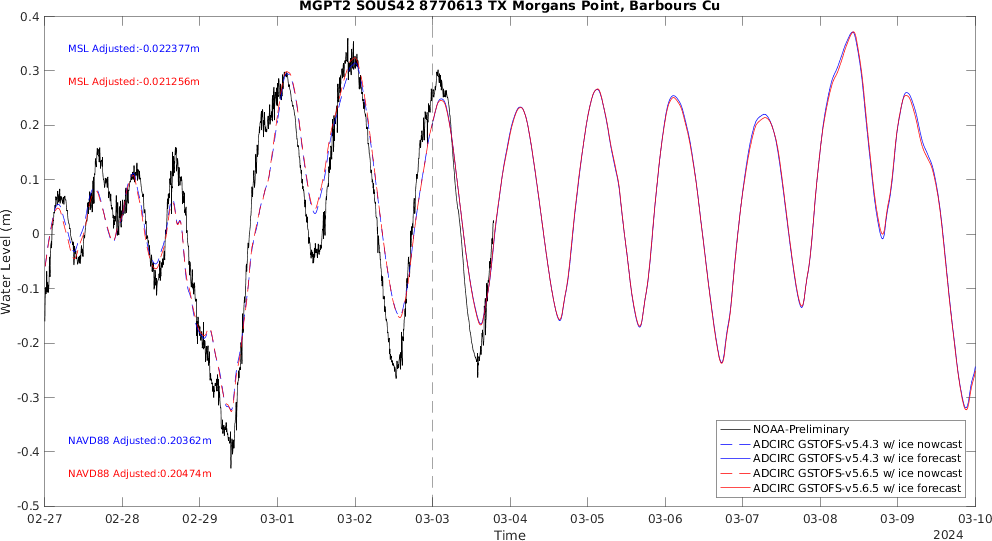 MGPT2 SOUS42 8770613 TX Morgans Point, Barbours Cu
0.4
0.3
0.2
0.1
0
-0.1
-0.2
-0.3
-0.4
-0.5
Water Level (m)
MSL Adjusted:-0.022377m
MSL Adjusted:-0.021256m
NAVD88 Adjusted:0.20362m
NAVD88 Adjusted:0.20474m
NOAA-Preliminary
ADCIRC GSTOFS-v5.4.3 w/ ice nowcast
ADCIRC GSTOFS-v5.4.3 w/ ice forecast
ADCIRC GSTOFS-v5.6.5 w/ ice nowcast
ADCIRC GSTOFS-v5.6.5 w/ ice forecast
02-27 02-28 02-29 03-01 03-02 03-03 03-04 03-05 03-06 03-07 03-08 03-09 03-10
Time
2024